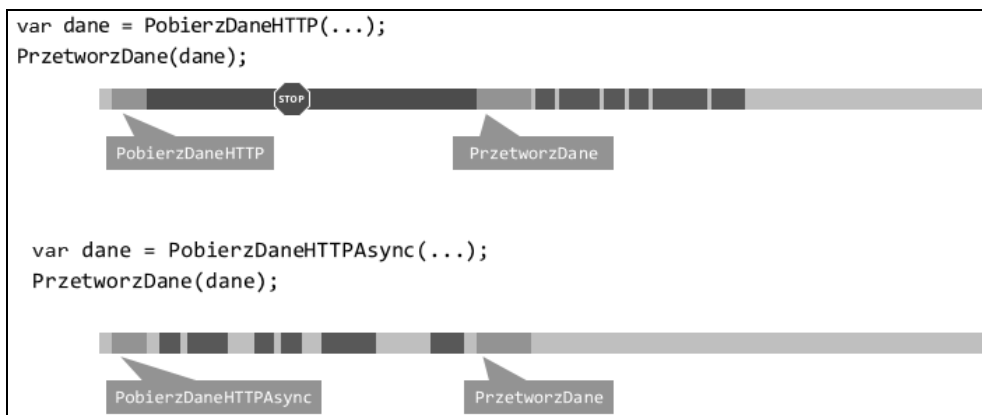 var dane = PobierzDaneHTTP(...);
PrzetworzDane(dane);
STOP
PobierzDaneHTTP
PrzetworzDane
var dane = PobierzDaneHTTPAsync(...);
PrzetworzDane(dane);
PobierzDaneHTTPAsync
PrzetworzDane